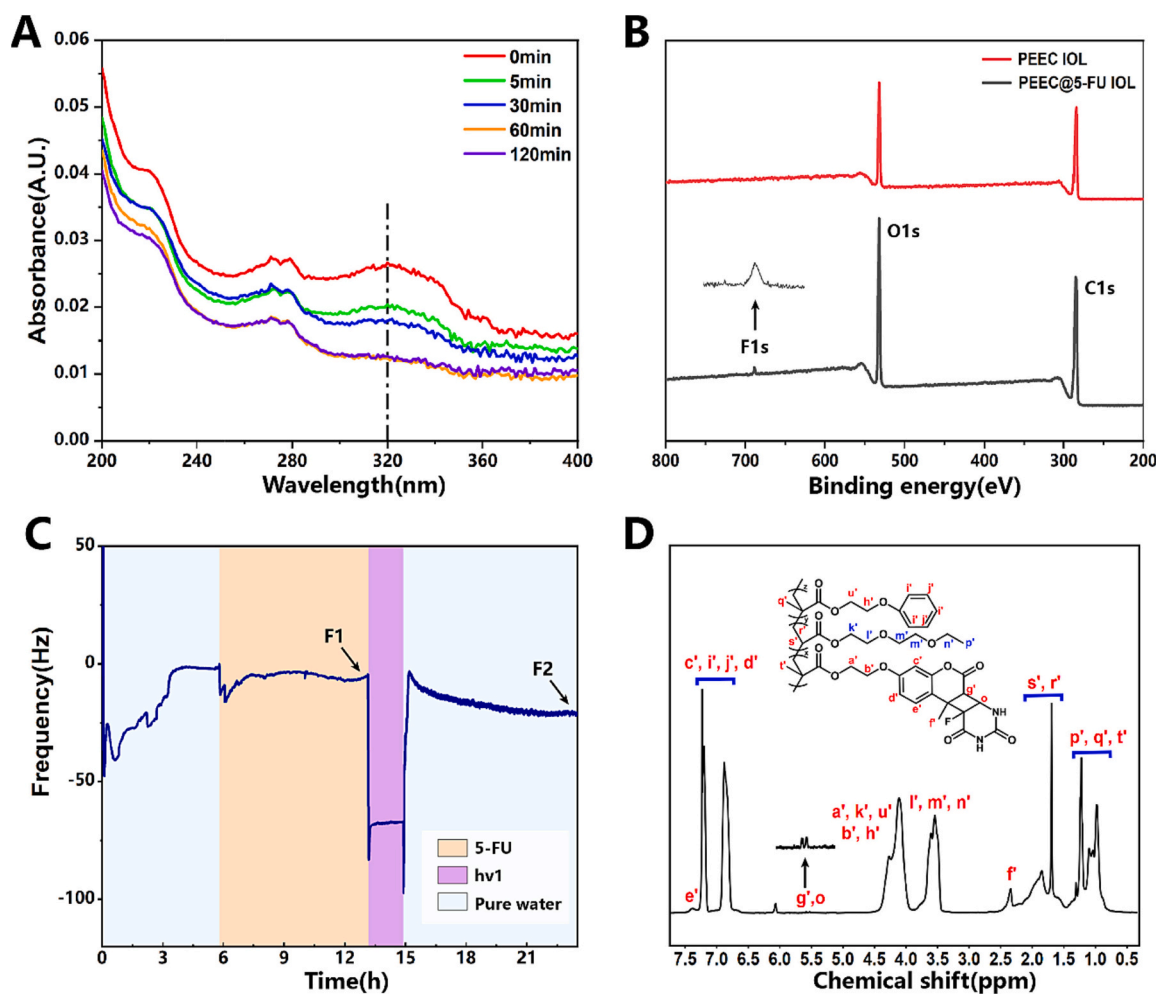 A
0.06
0.05
0.04
0.03
0.02
0.01
0.00
Absorbance(A.U.)
200
240
280
320
360
400
Wavelength(nm)
0min
5min
30min
60min
120min
B
PEEC IOL
PEEC@5-FU IOL
O1s
C1s
F1s
800
700
600
500
400
300
200
Binding energy(eV)
C
50
0
-50
-100
Frequency(Hz)
0
3
6
9
12
15
18
21
Time(h)
F1
F2
5-FU
hv1
Pure water
D
c', i', j', d'
e'
g',o
a', k', u'
b', h'
l', m', n'
f'
s', r'
p', q', t'
7.5 7.0 6.5 6.0 5.5 5.0 4.5 4.0 3.5 3.0 2.5 2.0 1.5 1.0 0.5
Chemical shift(ppm)